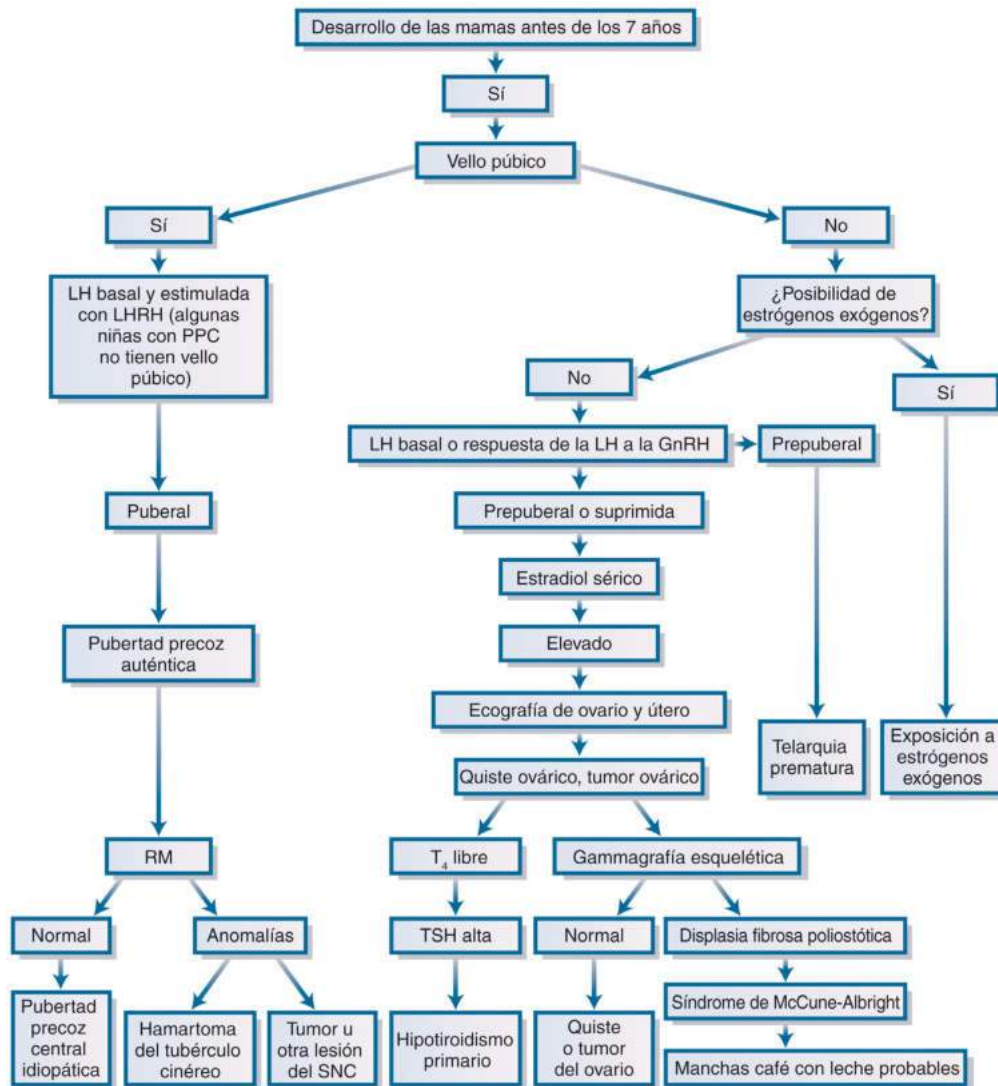 Desarrollo de las mamas antes de los 7 años
Sí
Vello púbico
Sí
No
LH basal y estimulada
con LHRH (algunas
niñas con PPC
no tienen vello
púbico)
¿Posibilidad de
estrógenos exógenos?
No
Sí
LH basal o respuesta de la LH a la GnRH
Prepuberal
Puberal
Prepuberal o suprimida
Estradiol sérico
Pubertad precoz
auténtica
Elevado
Ecografía de ovario y útero
Telarquia
prematura
Exposición a
estrógenos
exógenos
Quiste ovárico, tumor ovárico
RM
T4 libre
Gammagrafía esquelética
Normal
Anomalías
TSH alta
Normal
Displasia fibrosa poliostótica
Pubertad
precoz
central
idiopática
Hamartoma
del tubérculo
cinéreo
Tumor u
otra lesión
del SNC
Hipotiroidismo
primario
Quiste
o tumor
del ovario
Síndrome de McCune-Albright
Manchas café con leche probables